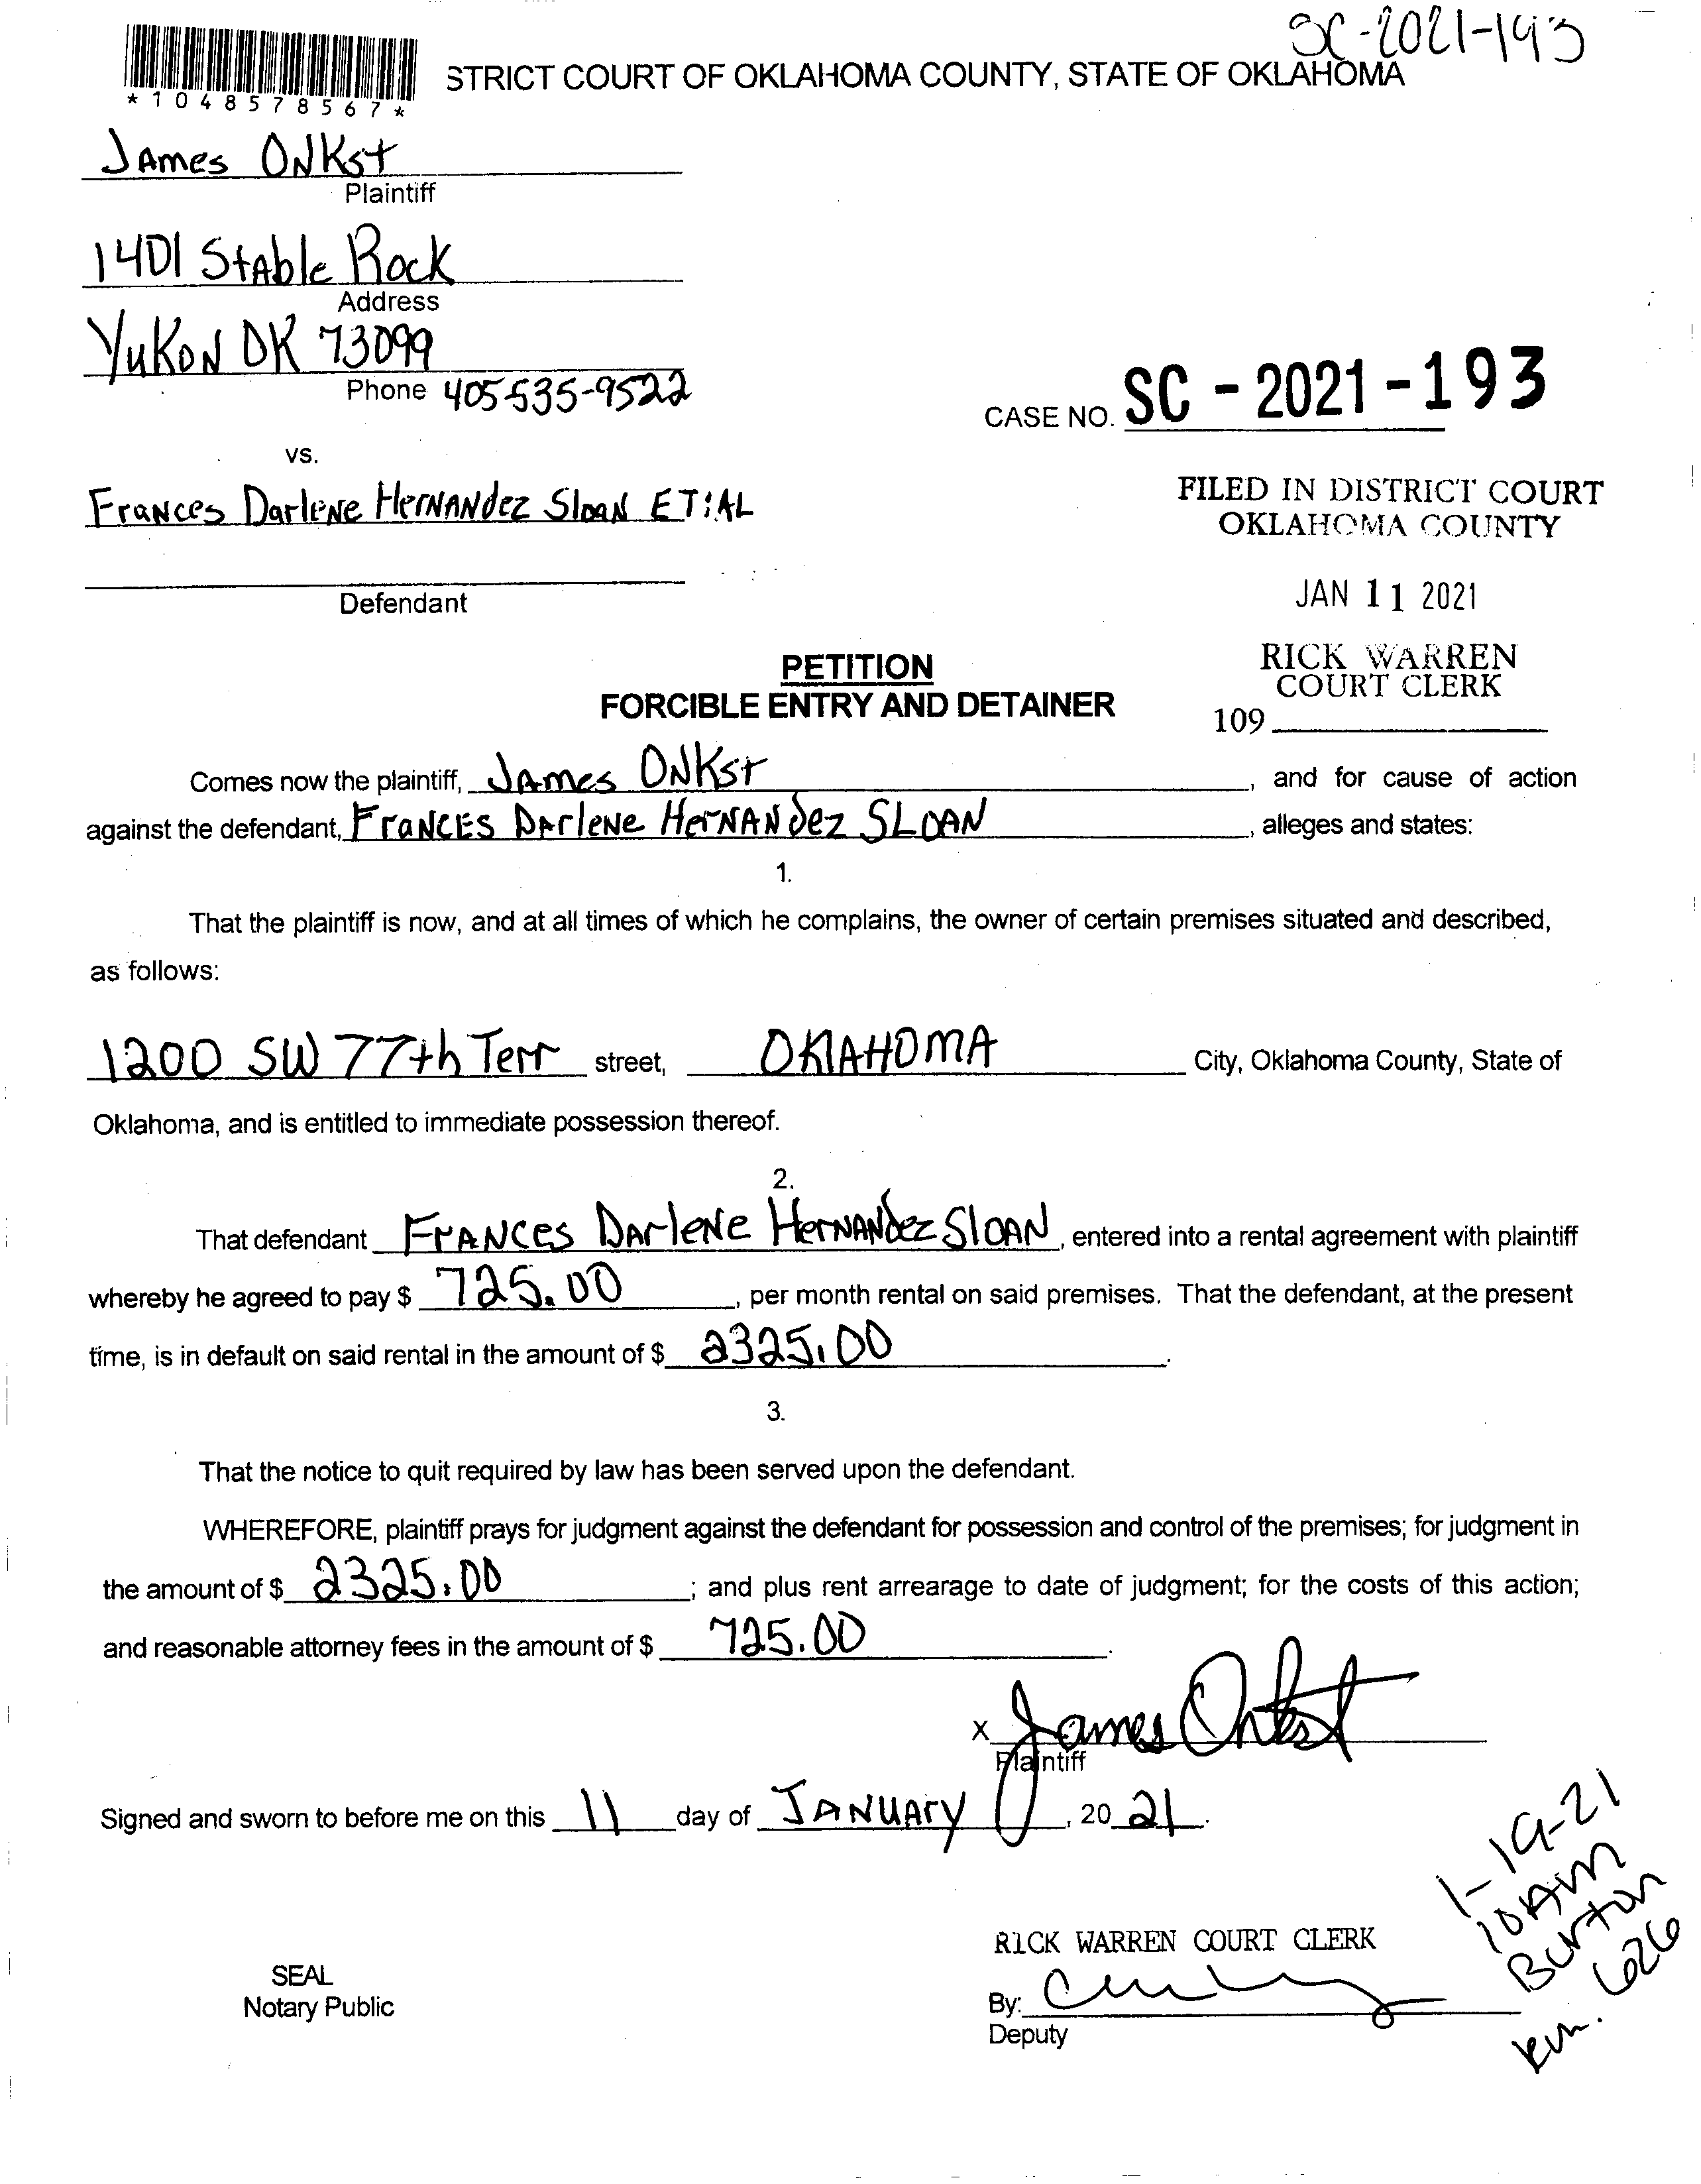 SC-2021-193
STRICT COURT OF OKLAHOMA COUNTY, STATE OF OKLAHOMA
*1048578567*
JAmes ONKst
Plaintiff
1401 StAble Rock
Address
YuKoN OK 73099
Phone 405-535-9522
CASE NO. SC - 2021 - 193
vs.
FraNces DarleNe HerNANdez SloaN ET:AL
FILED IN DISTRICT COURT
OKLAHOMA COUNTY
Defendant
JAN 11 2021
RICK WARREN
COURT CLERK
109
PETITION
FORCIBLE ENTRY AND DETAINER
Comes now the plaintiff, JAmes ONKst, and for cause of action
against the defendant, FraNCES DArleNe HerNANdez SLOAN, alleges and states:
1.
That the plaintiff is now, and at all times of which he complains, the owner of certain premises situated and described,
as follows:
1200 SW 77th Terr street, OKlAHOMA City, Oklahoma County, State of
Oklahoma, and is entitled to immediate possession thereof.
2.
That defendant FrANCes DArleNe HerNANdez SlOAN, entered into a rental agreement with plaintiff
whereby he agreed to pay $ 725.00, per month rental on said premises. That the defendant, at the present
time, is in default on said rental in the amount of $ 2325.00.
3.
That the notice to quit required by law has been served upon the defendant.
WHEREFORE, plaintiff prays for judgment against the defendant for possession and control of the premises; for judgment in
the amount of $ 2325.00; and plus rent arrearage to date of judgment; for the costs of this action;
and reasonable attorney fees in the amount of $ 725.00.
X James Onkst
Plaintiff
Signed and sworn to before me on this 11 day of JANUAry, 20 21.
1-19-21
10AM
Burton
rm. 626
RICK WARREN COURT CLERK
SEAL
Notary Public
By:
Deputy